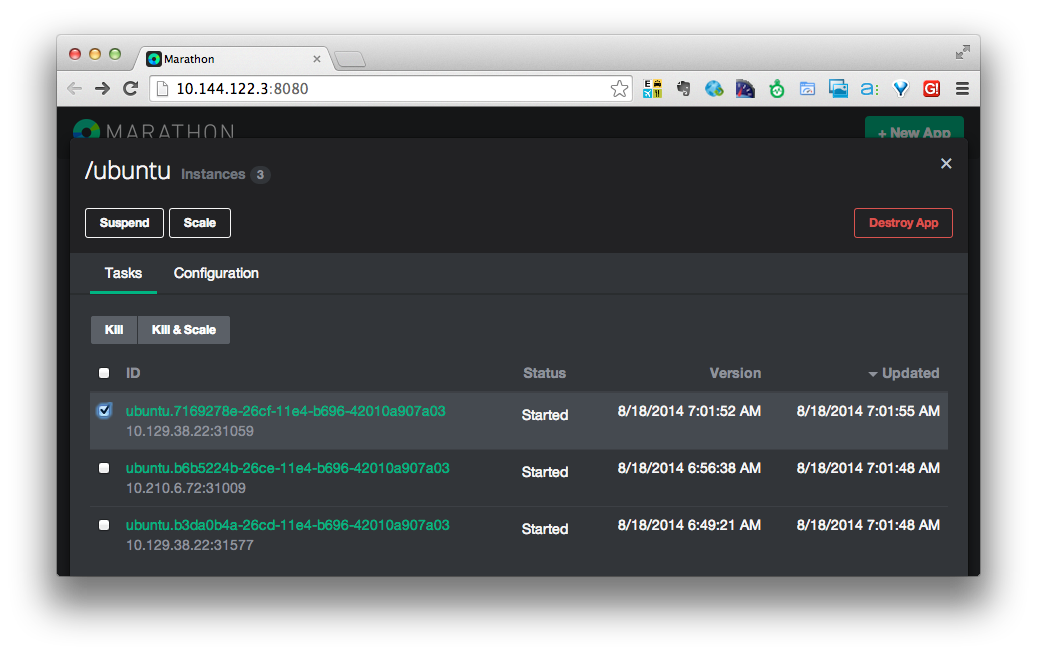 Marathon
10.144.122.3:8080
MARATHON
+ New App
/ubuntu Instances 3
Suspend Scale Destroy App
Tasks Configuration
Kill Kill & Scale
ID Status Version Updated
ubuntu.7169278e-26cf-11e4-b696-42010a907a03 Started 8/18/2014 7:01:52 AM 8/18/2014 7:01:55 AM
10.129.38.22:31059
ubuntu.b6b5224b-26ce-11e4-b696-42010a907a03 Started 8/18/2014 6:56:38 AM 8/18/2014 7:01:48 AM
10.210.6.72:31009
ubuntu.b3da0b4a-26cd-11e4-b696-42010a907a03 Started 8/18/2014 6:49:21 AM 8/18/2014 7:01:48 AM
10.129.38.22:31577